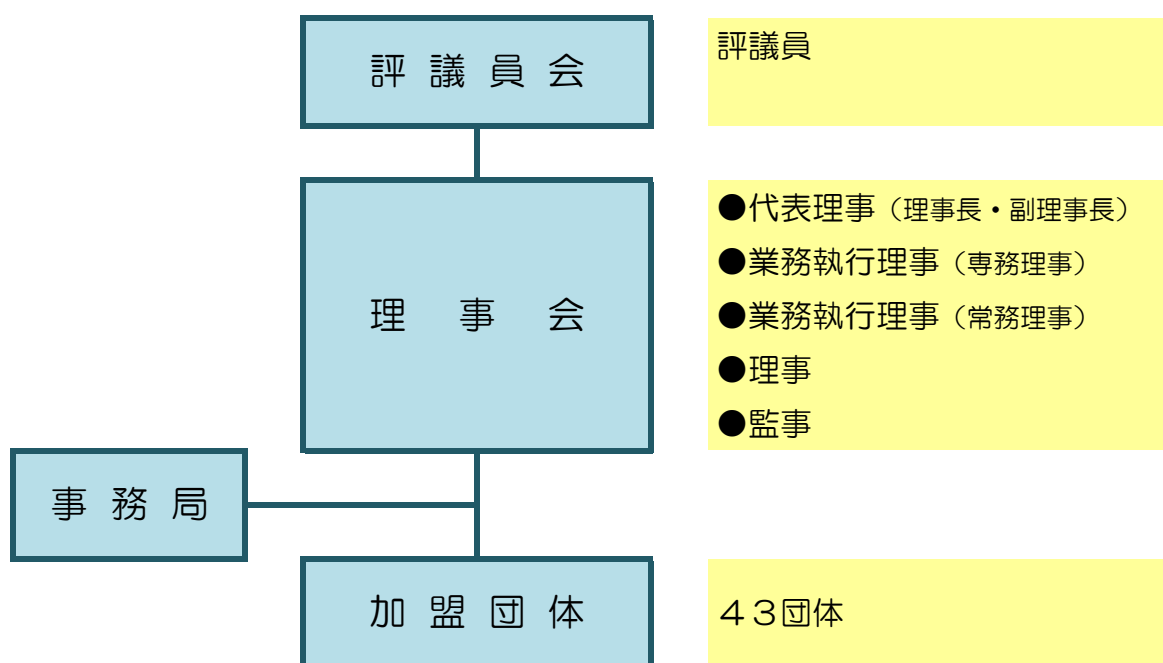 評議員会
評議員
理事会
●代表理事（理事長・副理事長）
●業務執行理事（専務理事）
●業務執行理事（常務理事）
●理事
●監事
事務局
加盟団体
４３団体